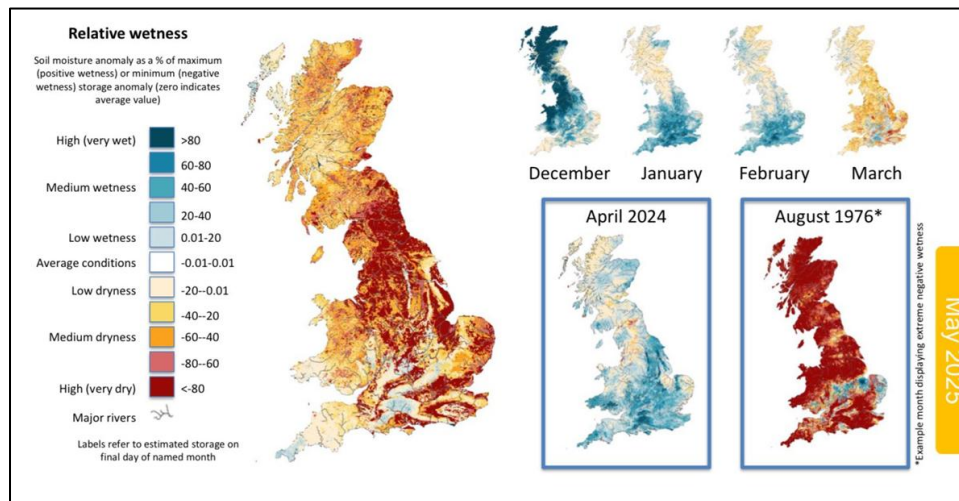 Relative wetness
Soil moisture anomaly as a % of maximum
(positive wetness) or minimum (negative
wetness) storage anomaly (zero indicates
average value)
High (very wet)
>80
60-80
Medium wetness
40-60
20-40
Low wetness
0.01-20
Average conditions
-0.01-0.01
Low dryness
-20--0.01
-40--20
Medium dryness
-60--40
-80--60
High (very dry)
<-80
Major rivers
Labels refer to estimated storage on
final day of named month
December
January
February
March
April 2024
August 1976*
*Example month displaying extreme negative wetness
May 2025